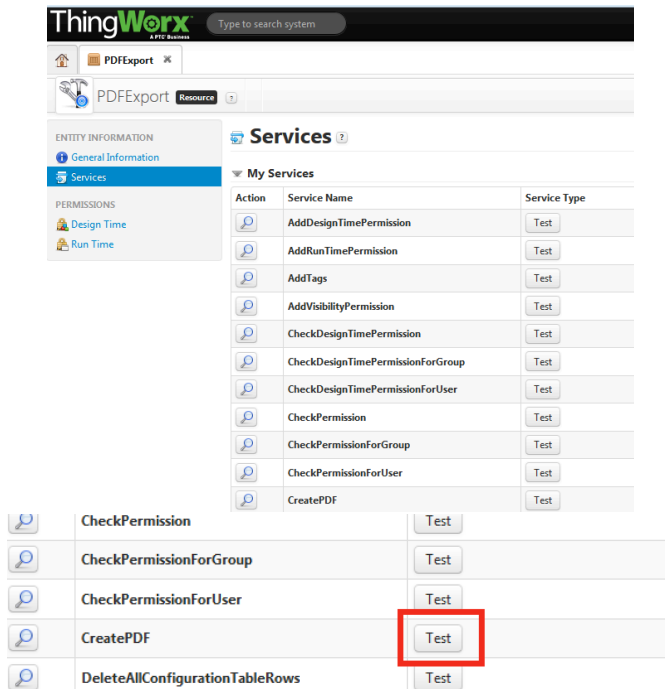 ThingWorx
A PTC Business
Type to search system
PDFExport
PDFExport Resource ?
ENTITY INFORMATION
General Information
Services
PERMISSIONS
Design Time
Run Time
Services ?
My Services
Action Service Name Service Type
AddDesignTimePermission Test
AddRunTimePermission Test
AddTags Test
AddVisibilityPermission Test
CheckDesignTimePermission Test
CheckDesignTimePermissionForGroup Test
CheckDesignTimePermissionForUser Test
CheckPermission Test
CheckPermissionForGroup Test
CheckPermissionForUser Test
CreatePDF Test
CheckPermission Test
CheckPermissionForGroup Test
CheckPermissionForUser Test
CreatePDF Test
DeleteAllConfigurationTableRows Test